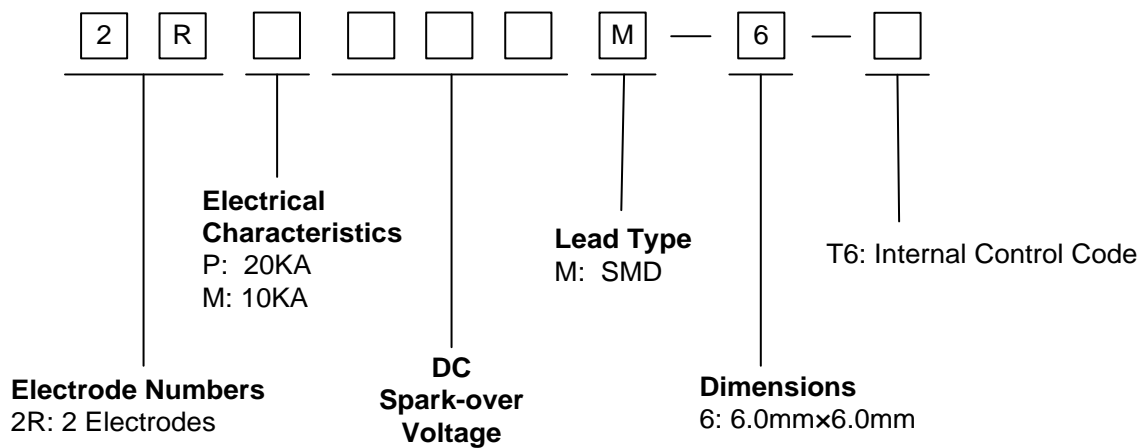 2 R M — 6 —
Electrical
Characteristics
P: 20KA
M: 10KA
Lead Type
M: SMD
T6: Internal Control Code
Electrode Numbers
2R: 2 Electrodes
DC
Spark-over
Voltage
Dimensions
6: 6.0mm×6.0mm